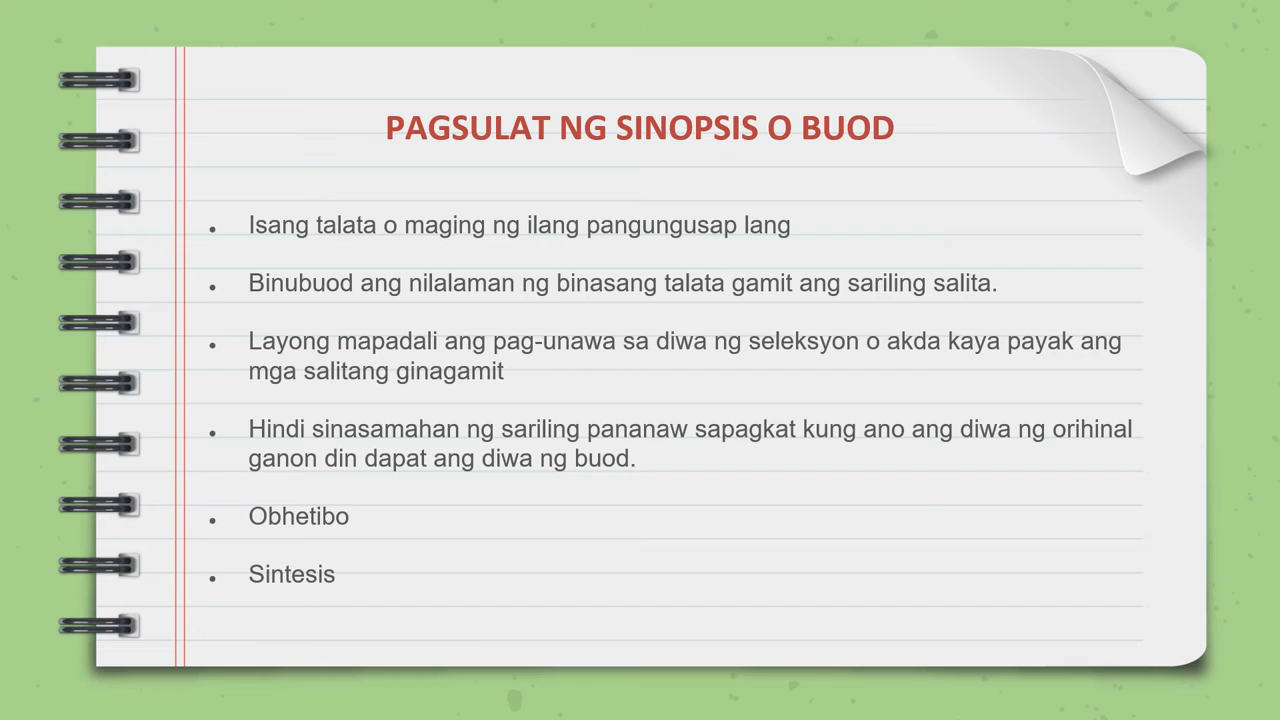 PAGSULAT NG SINOPSIS O BUOD
• Isang talata o maging ng ilang pangungusap lang
• Binubuod ang nilalaman ng binasang talata gamit ang sariling salita.
• Layong mapadali ang pag-unawa sa diwa ng seleksyon o akda kaya payak ang
mga salitang ginagamit
• Hindi sinasamahan ng sariling pananaw sapagkat kung ano ang diwa ng orihinal
ganon din dapat ang diwa ng buod.
• Obhetibo
• Sintesis